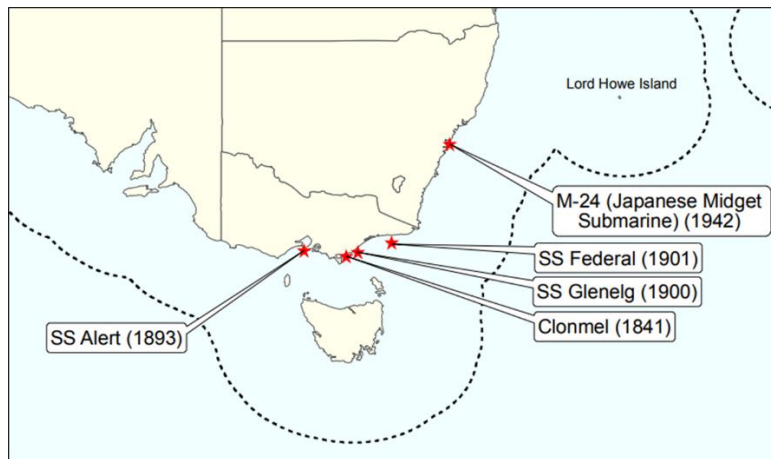 Lord Howe Island
M-24 (Japanese Midget
Submarine) (1942)
SS Federal (1901)
SS Glenelg (1900)
Clonmel (1841)
SS Alert (1893)